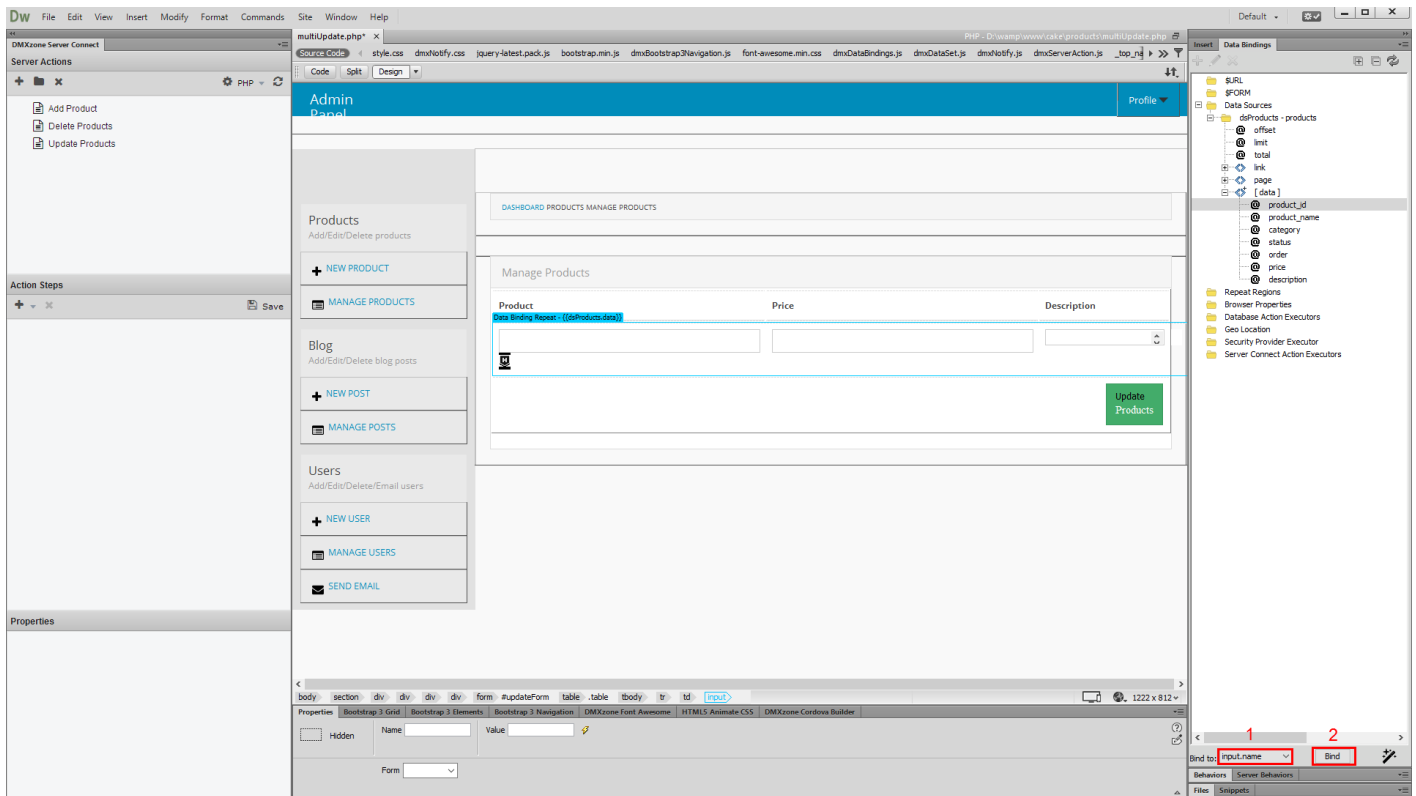 Dw File Edit View Insert Modify Format Commands Site Window Help
Default
DMXzone Server Connect
Server Actions
PHP
Add Product
Delete Products
Update Products
Action Steps
Save
Properties
multiUpdate.php*
PHP - D:\wamp\www\cake\products\multiUpdate.php
Source Code style.css dmxNotify.css jquery-latest.pack.js bootstrap.min.js dmxBootstrap3Navigation.js font-awesome.min.css dmxDataBindings.js dmxDataSet.js dmxNotify.js dmxServerAction.js
Code Split Design
Admin
Panel
Profile
Products
Add/Edit/Delete products
NEW PRODUCT
MANAGE PRODUCTS
Blog
Add/Edit/Delete blog posts
NEW POST
MANAGE POSTS
Users
Add/Edit/Delete/Email users
NEW USER
MANAGE USERS
SEND EMAIL
DASHBOARD PRODUCTS MANAGE PRODUCTS
Manage Products
Product Price Description
Data Binding Repeat - {{dsProducts.data}}
Update
Products
body section div div div div form #updateForm table .table tbody tr td input
1222 x 812
Properties Bootstrap 3 Grid Bootstrap 3 Elements Bootstrap 3 Navigation DMXzone Font Awesome HTML5 Animate CSS DMXzone Cordova Builder
Hidden Name Value
Form
Insert Data Bindings
$URL
$FORM
Data Sources
dsProducts - products
offset
limit
total
link
page
[ data ]
product_id
product_name
category
status
order
price
description
Repeat Regions
Browser Properties
Database Action Executors
Geo Location
Security Provider Executor
Server Connect Action Executors
1 2
Bind to: input.name Bind
Behaviors Server Behaviors
Files Snippets